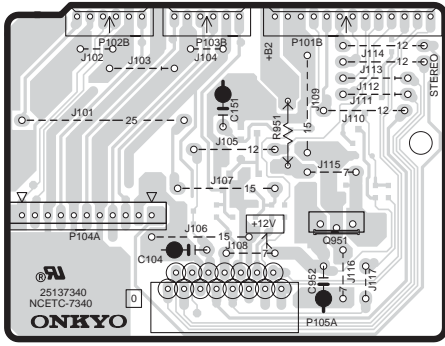 P102B
P103B
P101B
+B2
J102
J104
J103
J114
12
J113
J112
J111
J110
12
STEREO
J101
25
C151
R951
J109
15
J105
12
J115
7
J107
15
P104A
J106
15
+12V
Q951
C104
J108
7
C952
J116
7
J117
25137340
NCETC-7340
0
ONKYO
P105A